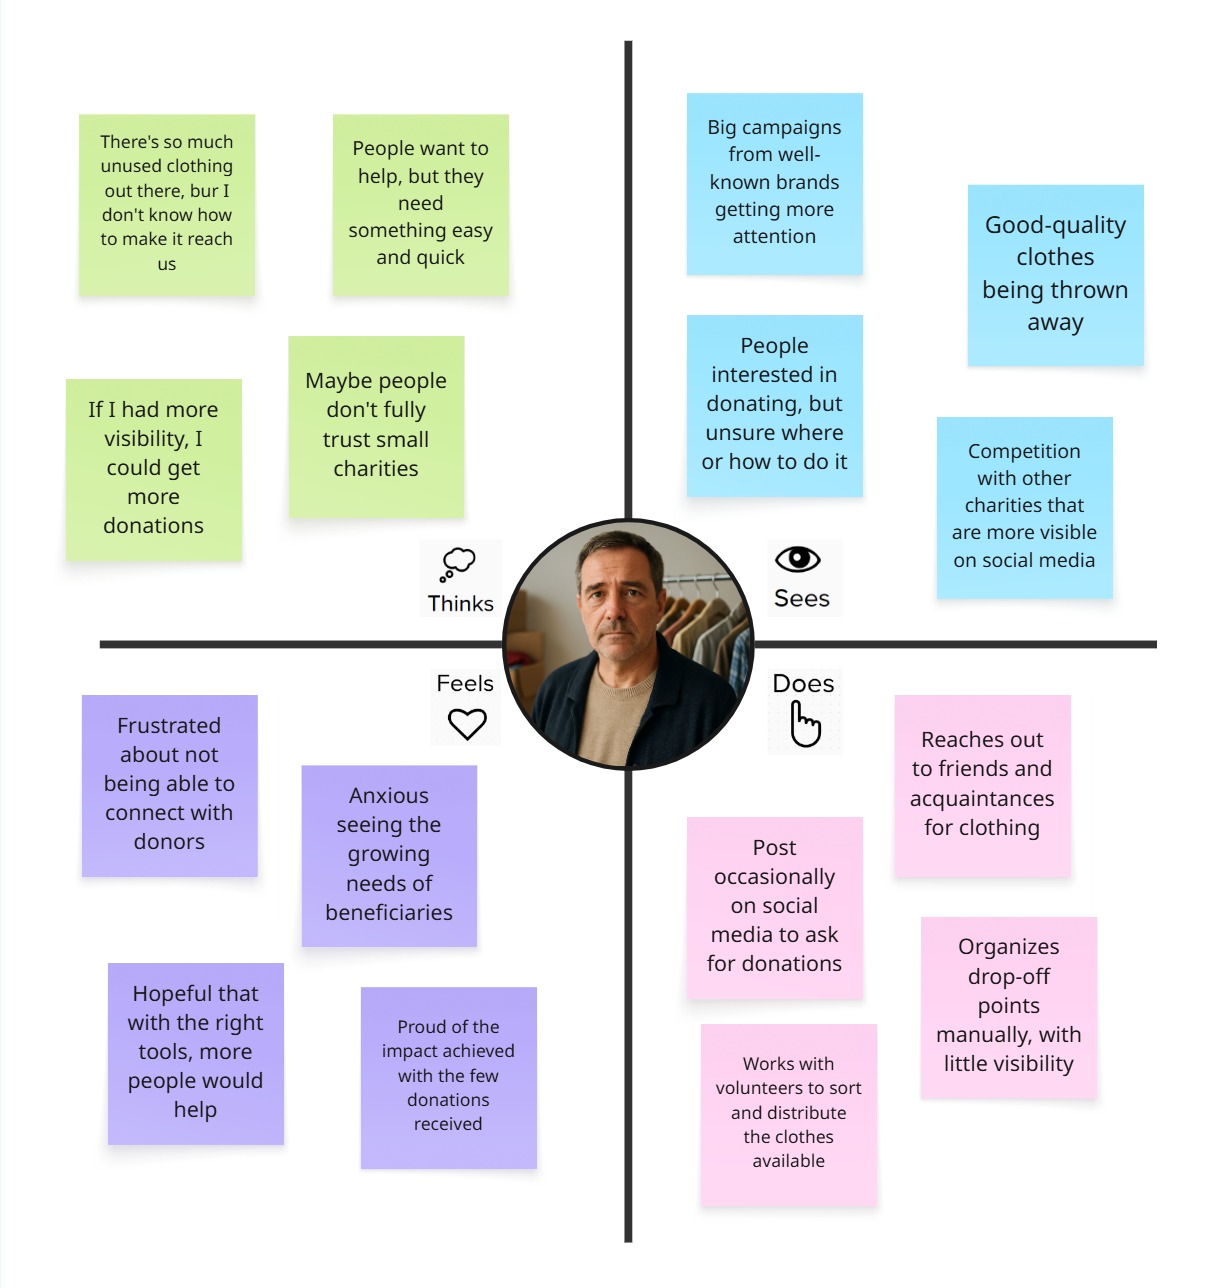 There's so much
unused clothing
out there, bur I
don't know how
to make it reach
us
People want to
help, but they
need
something easy
and quick
If I had more
visibility, I
could get
more
donations
Maybe people
don't fully
trust small
charities
Thinks
Big campaigns
from well-
known brands
getting more
attention
Good-quality
clothes
being thrown
away
People
interested in
donating, but
unsure where
or how to do it
Competition
with other
charities that
are more visible
on social media
Sees
Feels
Frustrated
about not
being able to
connect with
donors
Anxious
seeing the
growing
needs of
beneficiaries
Hopeful that
with the right
tools, more
people would
help
Proud of the
impact achieved
with the few
donations
received
Does
Reaches out
to friends and
acquaintances
for clothing
Post
occasionally
on social
media to ask
for donations
Organizes
drop-off
points
manually, with
little visibility
Works with
volunteers to sort
and distribute
the clothes
available